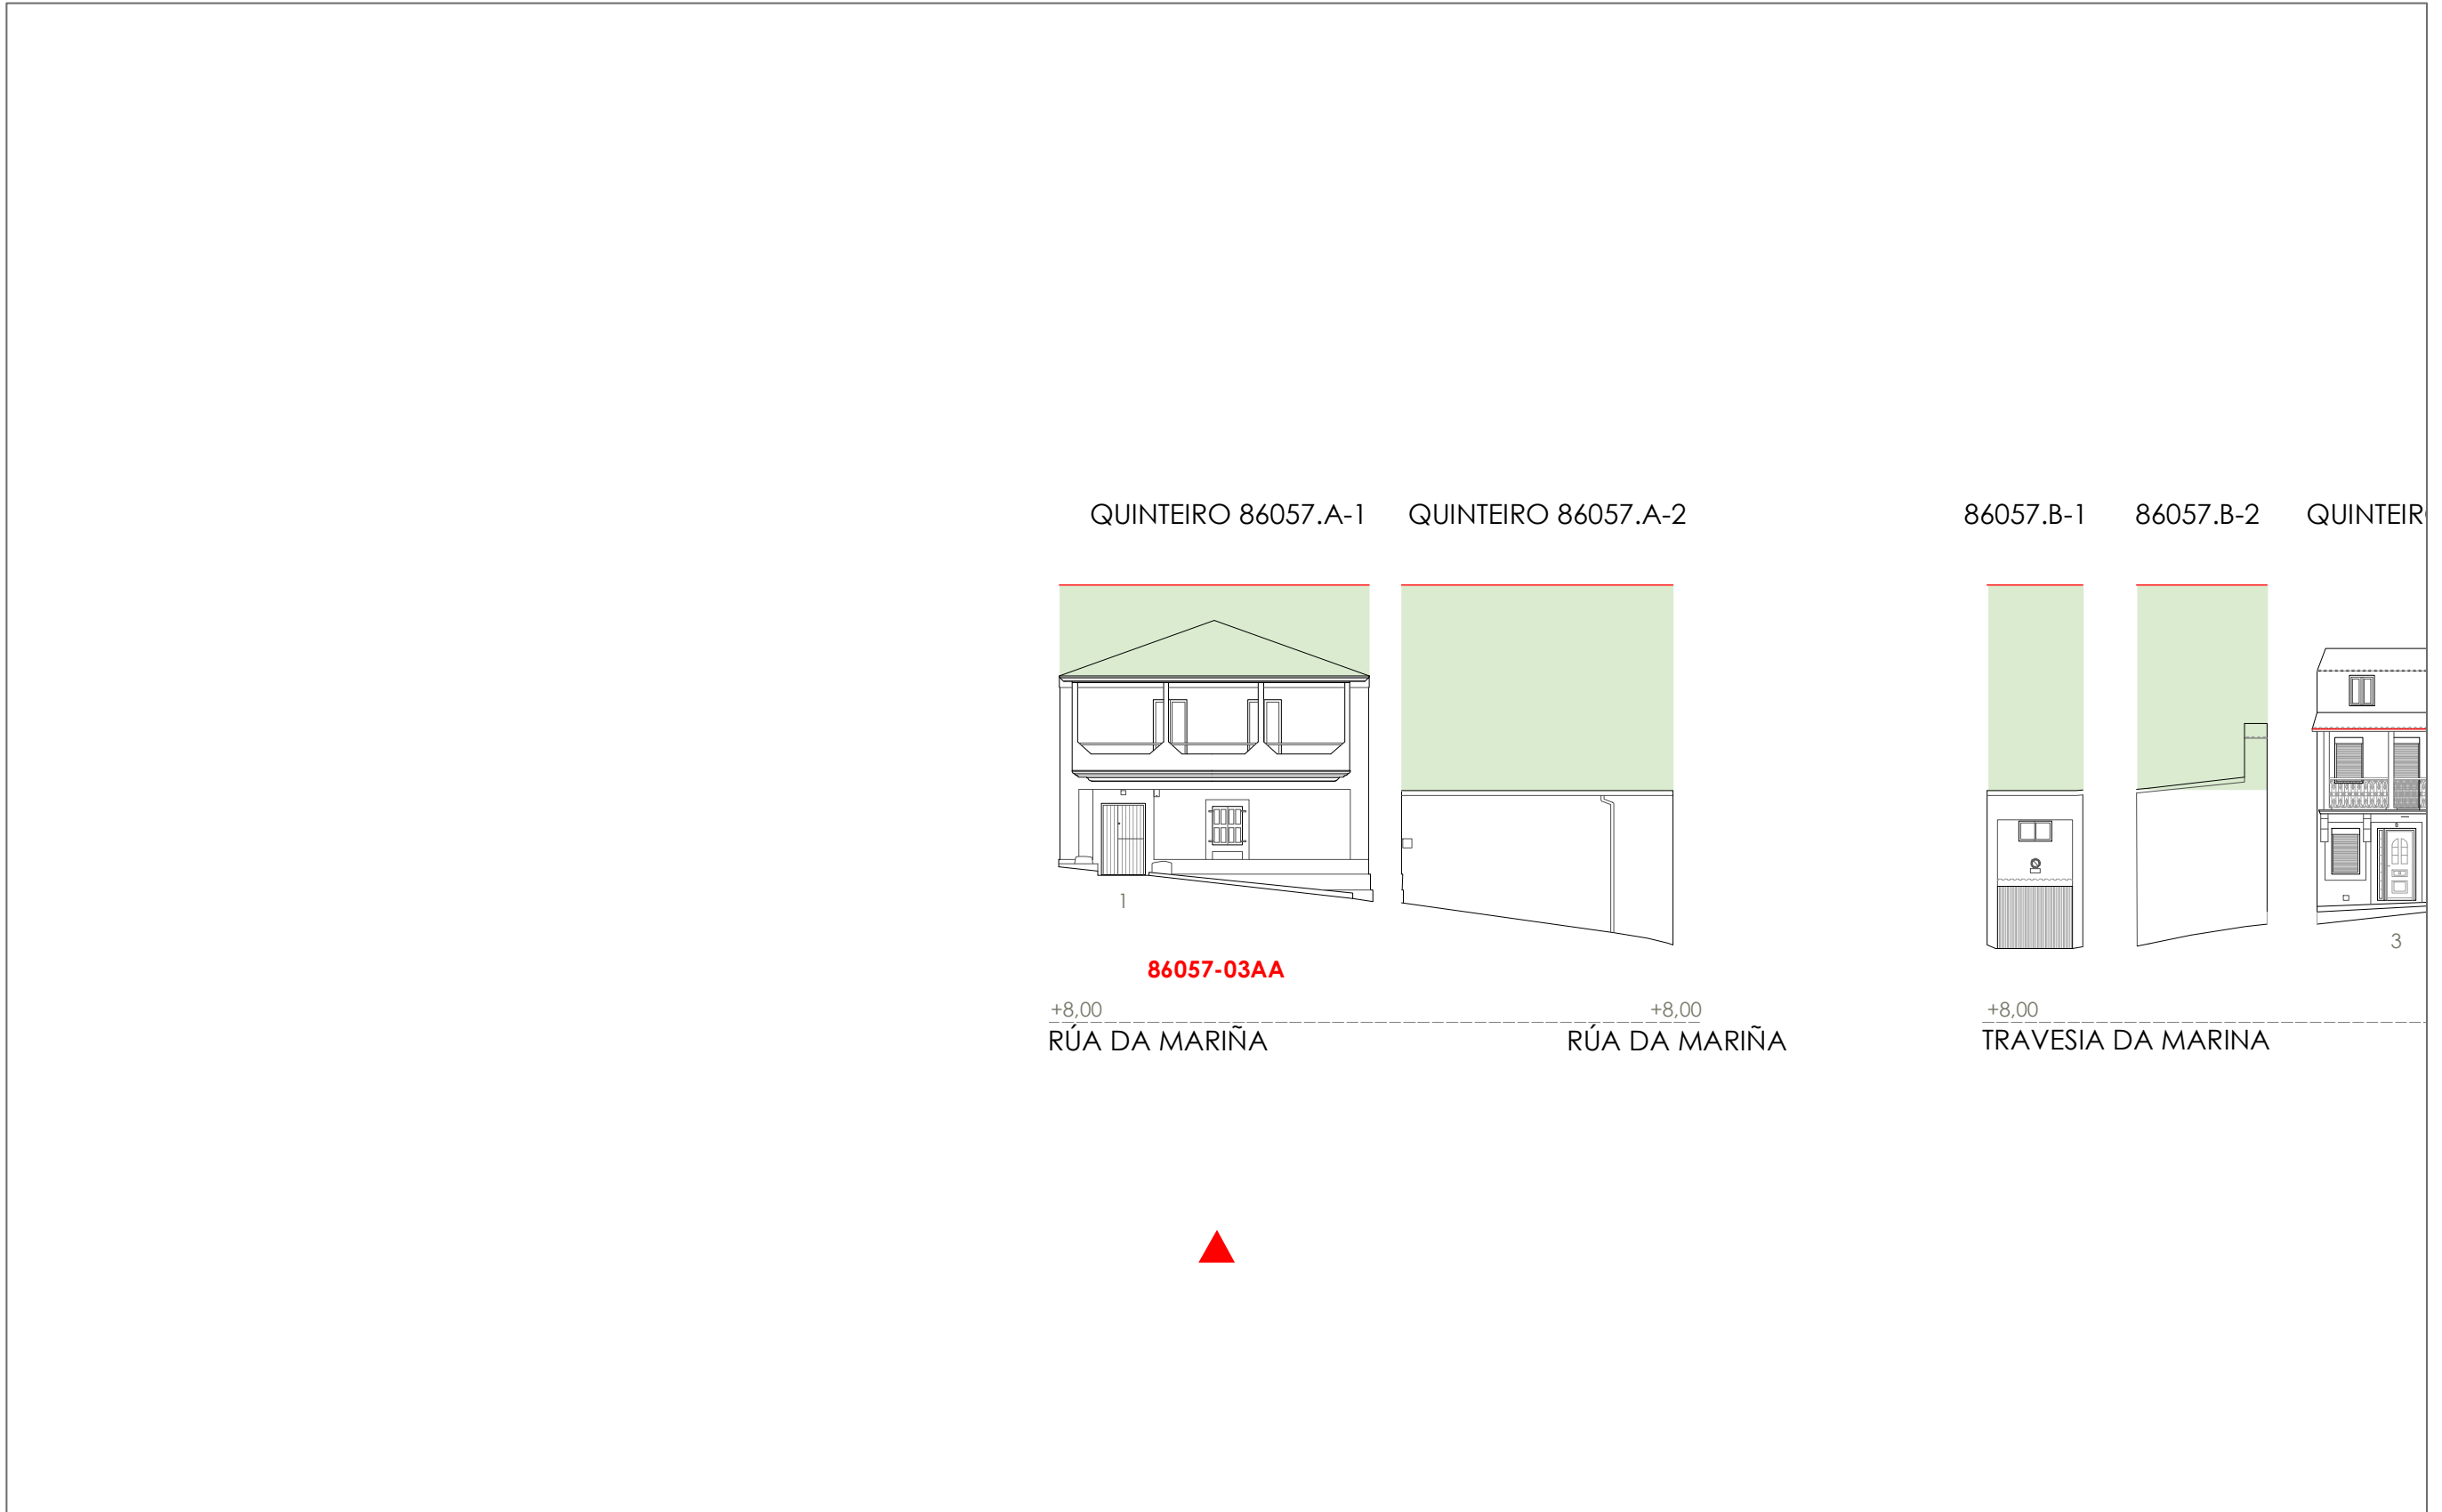 QUINTEIRO 86057.A-1
QUINTEIRO 86057.A-2
86057.B-1
86057.B-2
QUINTEIR
1
3
86057-03AA
+8,00
+8,00
+8,00
RÚA DA MARIÑA
RÚA DA MARIÑA
TRAVESIA DA MARINA